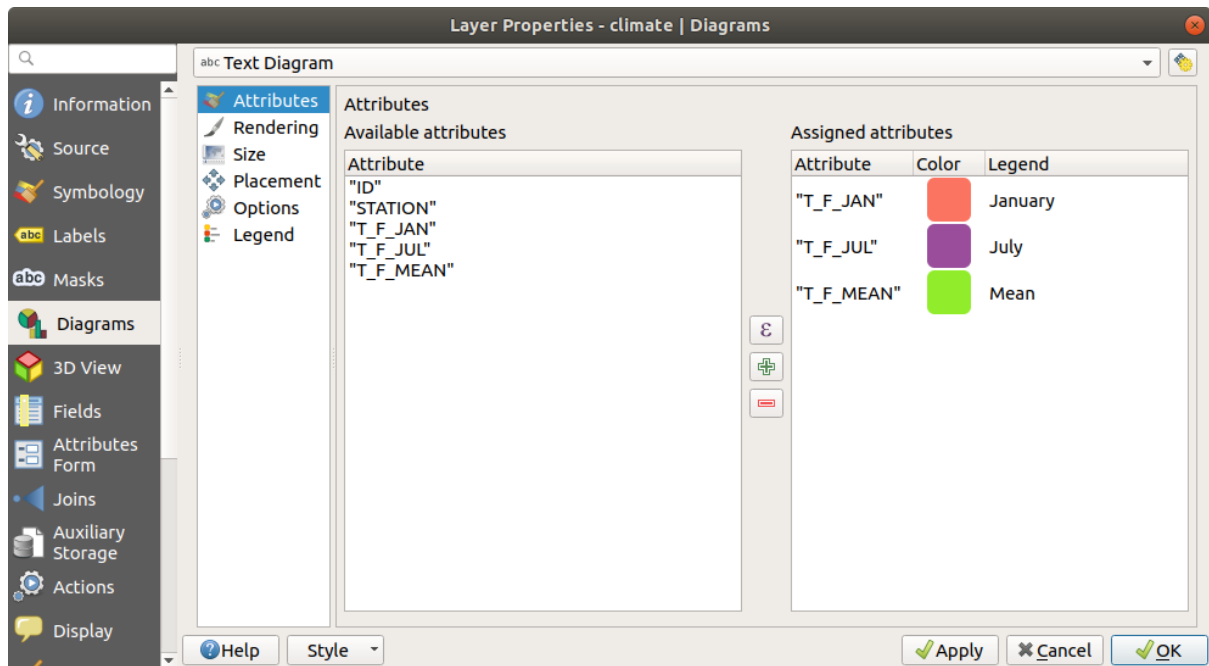 Layer Properties - climate | Diagrams
abc Text Diagram
Information
Source
Symbology
abc Labels
abc Masks
Diagrams
3D View
Fields
Attributes
Form
Joins
Auxiliary
Storage
Actions
Display
Attributes
Rendering
Size
Placement
Options
Legend
Attributes
Available attributes
Attribute
"ID"
"STATION"
"T_F_JAN"
"T_F_JUL"
"T_F_MEAN"
ε
Assigned attributes
Attribute Color Legend
"T_F_JAN" January
"T_F_JUL" July
"T_F_MEAN" Mean
Help Style Apply Cancel OK